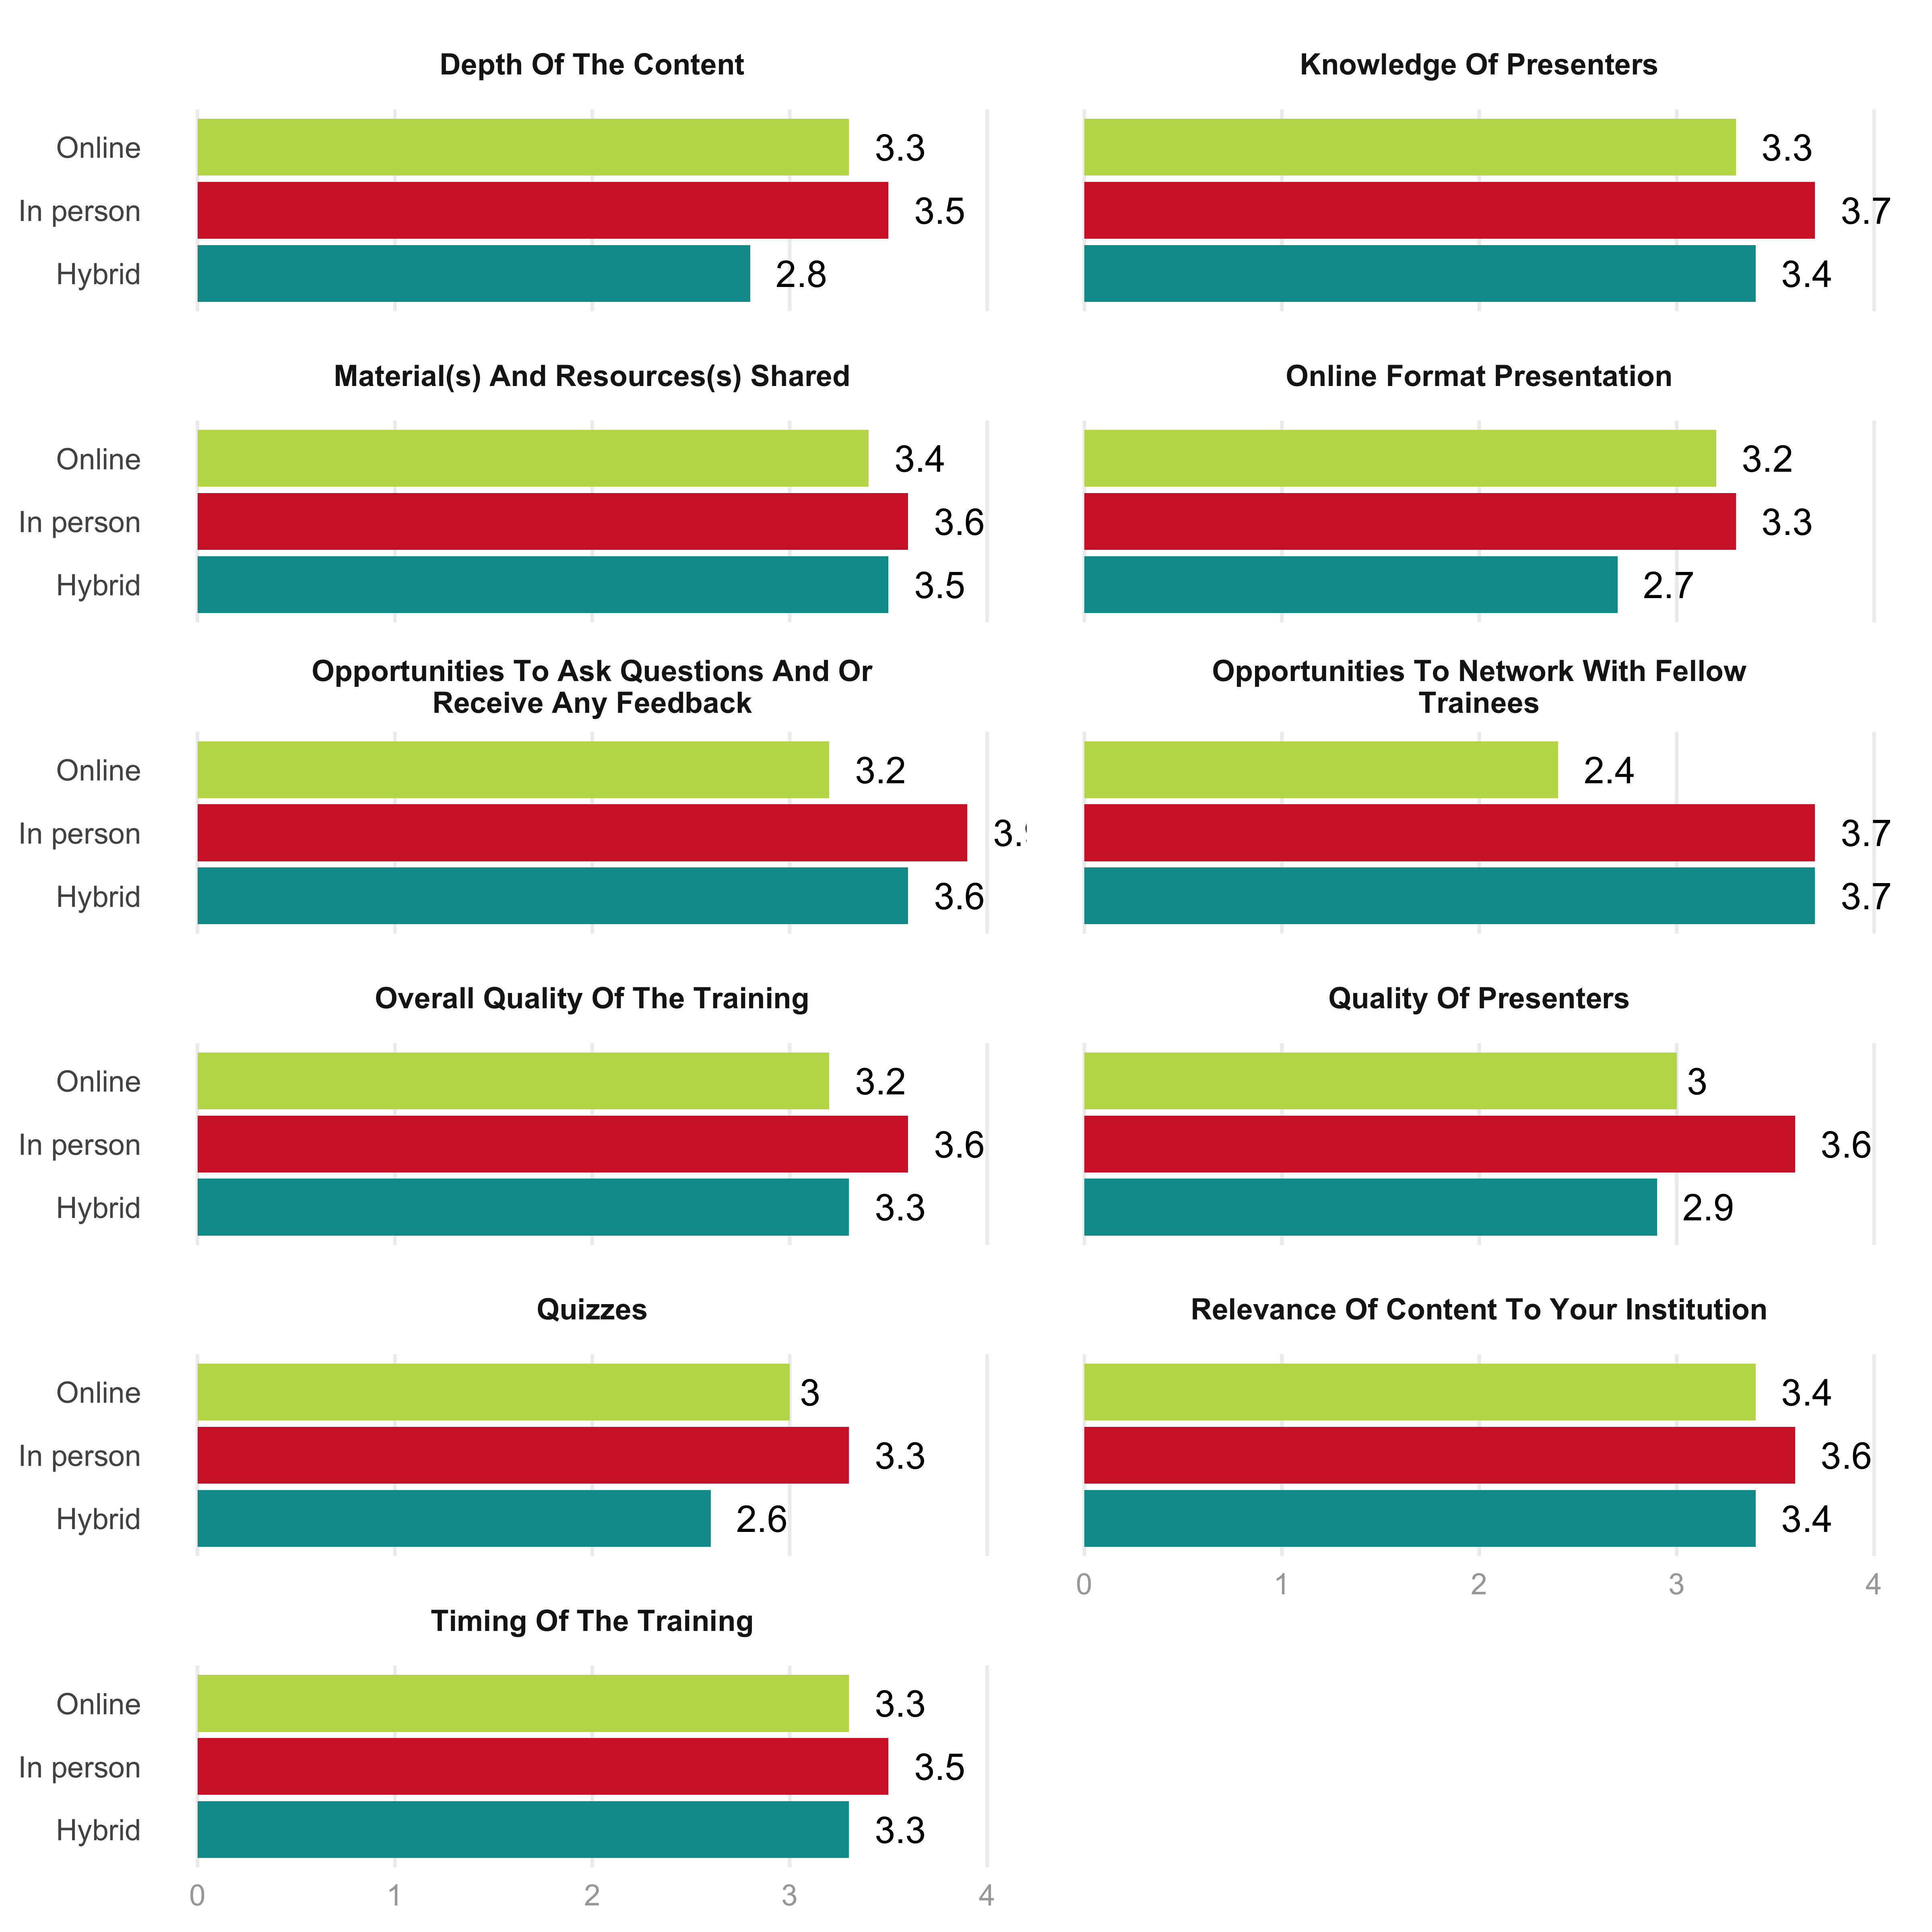 Depth Of The Content
Online
3.3
In person
3.5
Hybrid
2.8
Knowledge Of Presenters
3.3
3.7
3.4
Material(s) And Resources(s) Shared
Online
3.4
In person
3.6
Hybrid
3.5
Online Format Presentation
3.2
3.3
2.7
Opportunities To Ask Questions And Or
Receive Any Feedback
Online
3.2
In person
3.9
Hybrid
3.6
Opportunities To Network With Fellow
Trainees
2.4
3.7
3.7
Overall Quality Of The Training
Online
3.2
In person
3.6
Hybrid
3.3
Quality Of Presenters
3
3.6
2.9
Quizzes
Online
3
In person
3.3
Hybrid
2.6
Relevance Of Content To Your Institution
3.4
3.6
3.4
0 1 2 3 4
Timing Of The Training
Online
3.3
In person
3.5
Hybrid
3.3
0 1 2 3 4